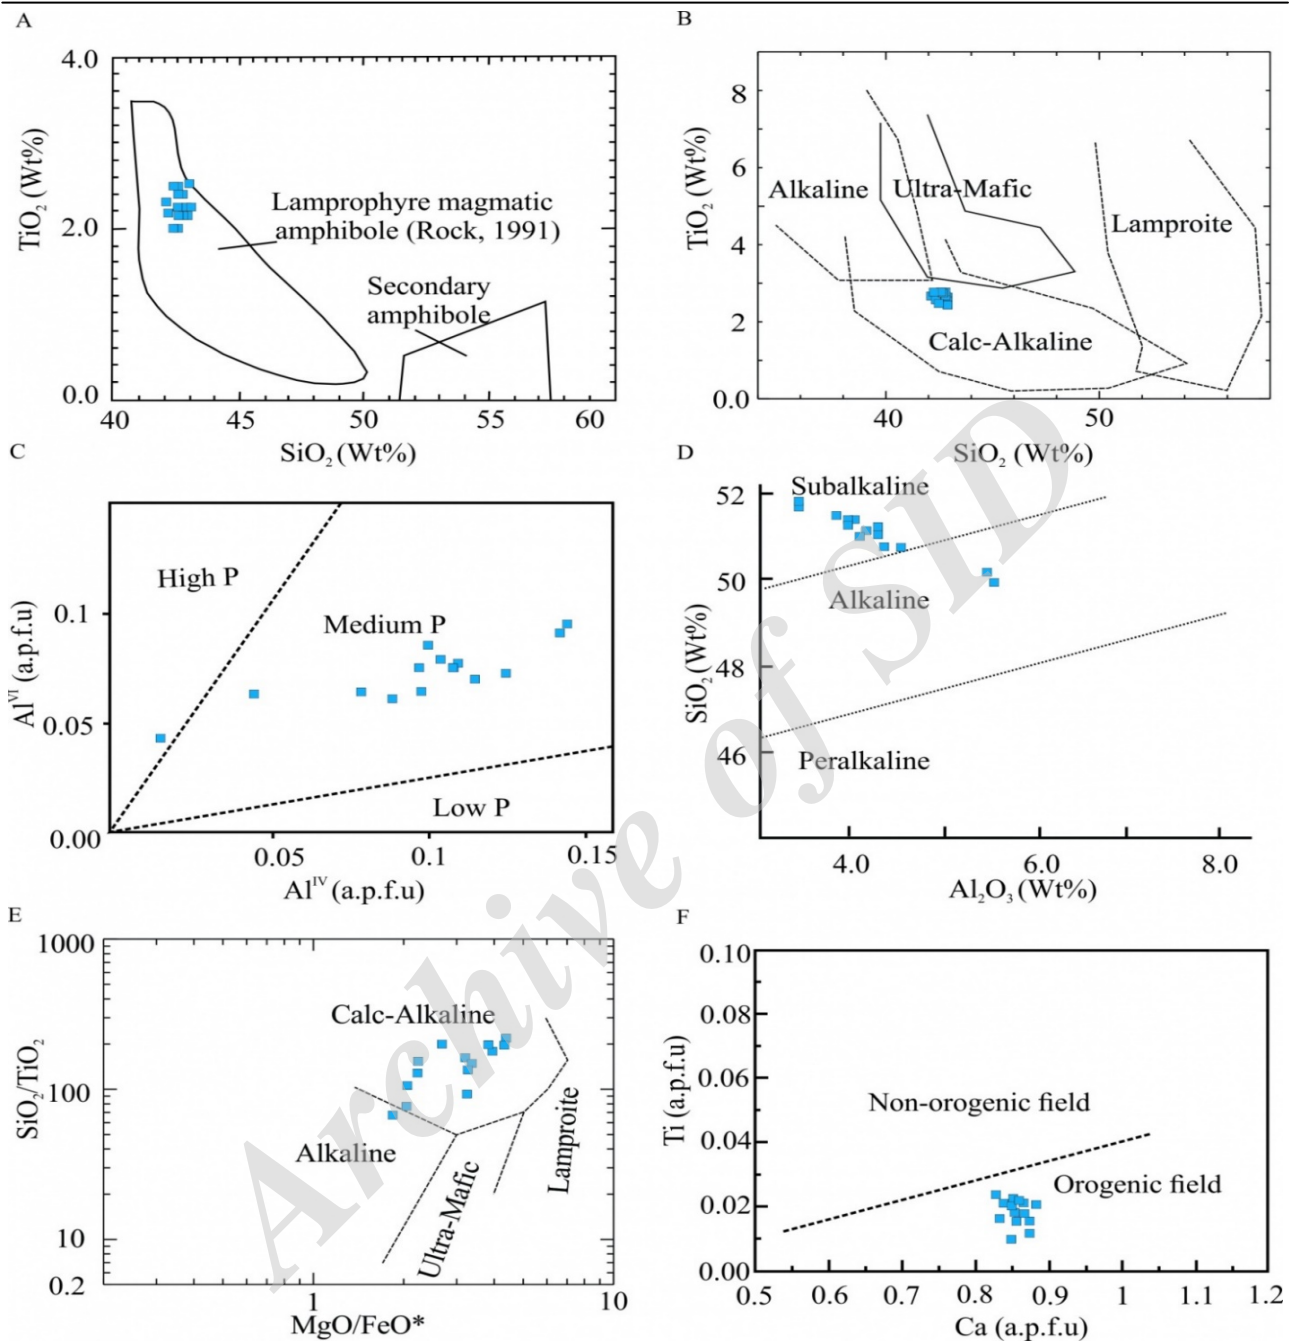 A
4.0
2.0
0.0
TiO₂ (Wt%)
Lamprophyre magmatic
amphibole (Rock, 1991)
Secondary
amphibole
40
45
50
55
60
SiO₂ (Wt%)
B
8
6
4
2
0.0
TiO₂ (Wt%)
Alkaline
Ultra-Mafic
Lamproite
Calc-Alkaline
40
50
SiO₂ (Wt%)
C
0.1
0.05
0.00
Al^VI (a.p.f.u)
High P
Medium P
Low P
0.05
0.1
0.15
Al^IV (a.p.f.u)
D
52
50
48
46
SiO₂ (Wt%)
Subalkaline
Alkaline
Peralkaline
4.0
6.0
8.0
Al₂O₃ (Wt%)
E
1000
100
10
0.2
SiO₂/TiO₂
Calc-Alkaline
Alkaline
Ultra-Mafic
Lamproite
1
10
MgO/FeO*
F
0.10
0.08
0.06
0.04
0.02
0.00
Ti (a.p.f.u)
Non-orogenic field
Orogenic field
0.5
0.6
0.7
0.8
0.9
1
1.1
1.2
Ca (a.p.f.u)
Archive of SID